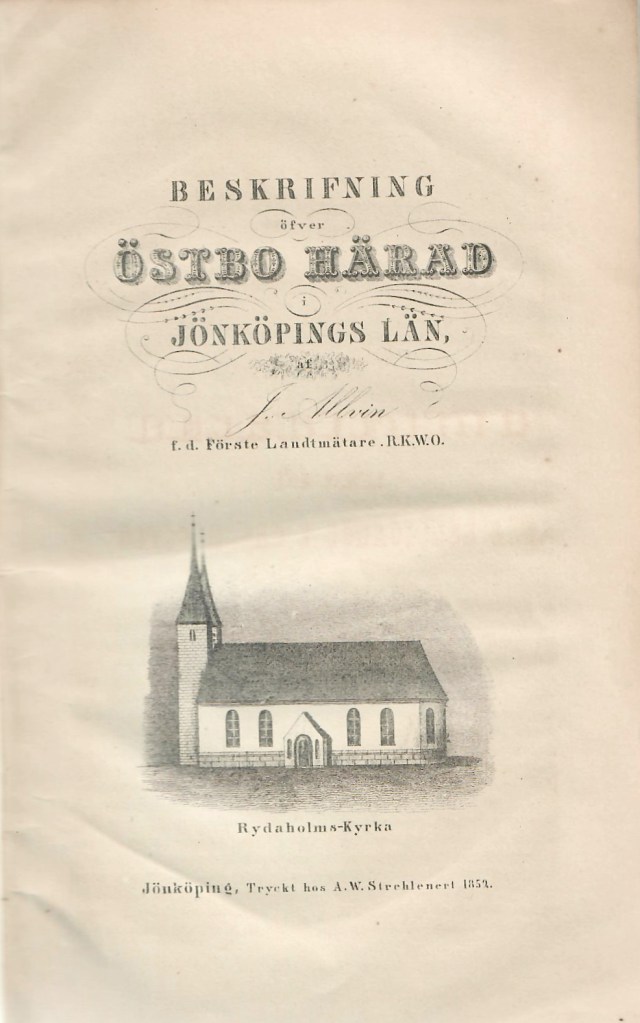 BESKRIFNING
öfver
ÖSTBO HÄRAD
i
JÖNKÖPINGS LÄN,
af
J. Allvin
f. d. Förste Landtmätare . R.K.W.O.
Rydaholms-Kyrka
Jönköping, Tryckt hos A.W. Strehlenert 1852.